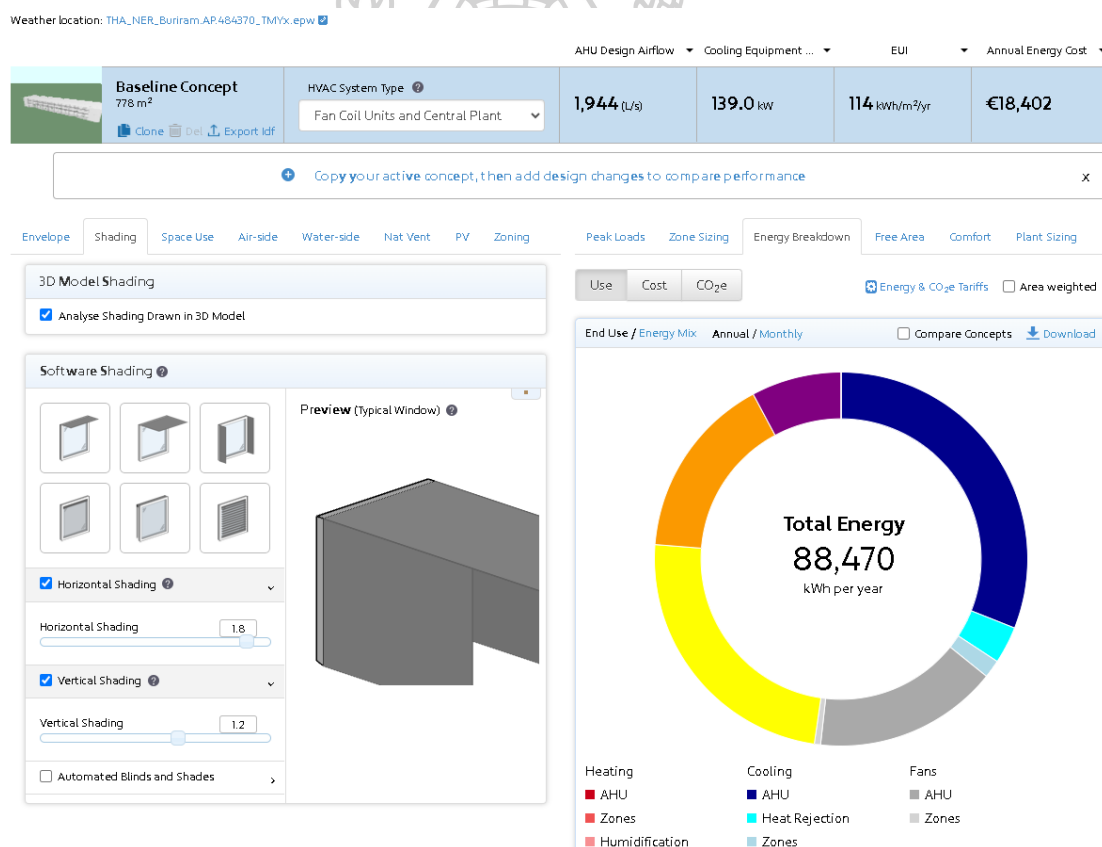 Weather location: THA_NER_Buriram.AP.484370_TMYx.epw
AHU Design Airflow Cooling Equipment ... EUI Annual Energy Cost
Baseline Concept
778 m²
Clone Del Export Idf
HVAC System Type
Fan Coil Units and Central Plant
1,944 (L/s)
139.0 kW
114 kWh/m²/yr
€18,402
Copy your active concept, then add design changes to compare performance
x
Envelope Shading Space Use Air-side Water-side Nat Vent PV Zoning
3D Model Shading
Analyse Shading Drawn in 3D Model
Software Shading
Preview (Typical Window)
Horizontal Shading
Horizontal Shading 1.8
Vertical Shading
Vertical Shading 1.2
Automated Blinds and Shades
Peak Loads Zone Sizing Energy Breakdown Free Area Comfort Plant Sizing
Use Cost CO₂e
Energy & CO₂e Tariffs Area weighted
End Use / Energy Mix Annual / Monthly Compare Concepts Download
Total Energy
88,470
kWh per year
Heating Cooling Fans
AHU AHU AHU
Zones Heat Rejection Zones
Humidification Zones